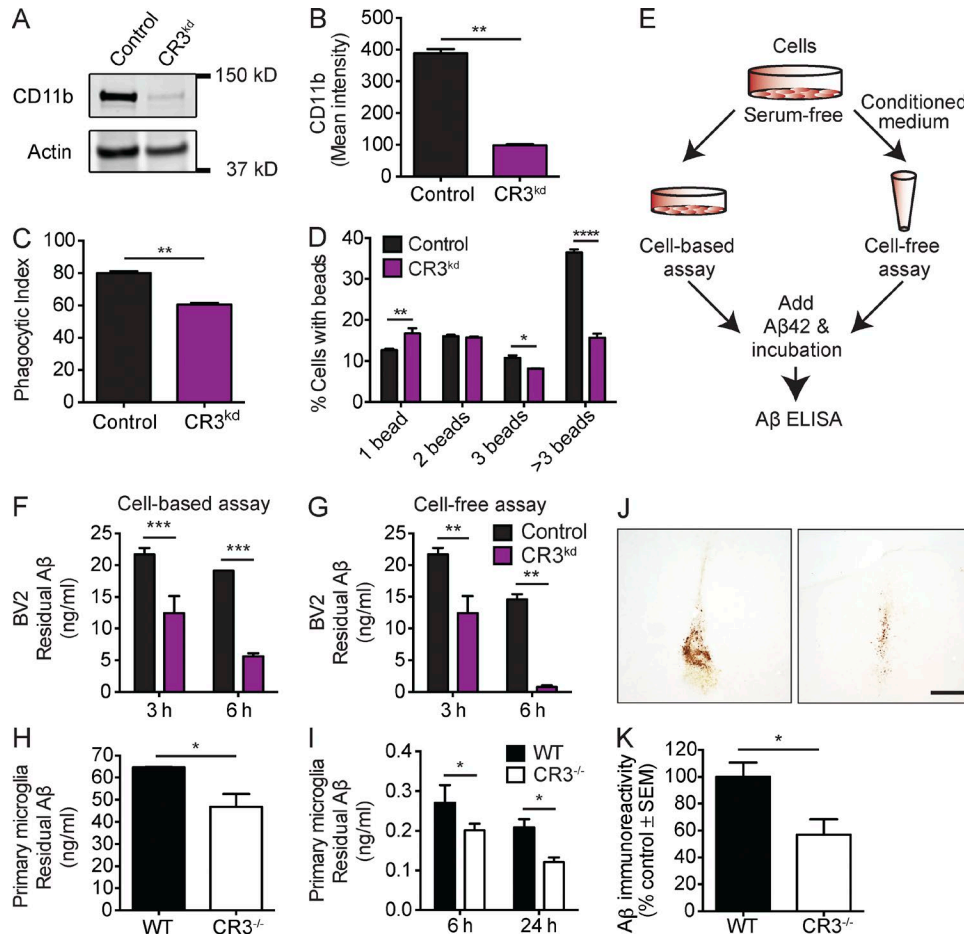 A
Control
CR3kd
150 kD
CD11b
Actin
37 kD
B
CD11b
(Mean intensity)
400
300
200
100
0
**
Control
CR3kd
C
Phagocytic Index
100
80
60
40
20
0
**
Control
CR3kd
D
% Cells with beads
40
30
20
10
0
Control
CR3kd
**
*
****
1 bead
2 beads
3 beads
>3 beads
E
Cells
Serum-free
Conditioned
medium
Cell-based
assay
Cell-free
assay
Add
Aβ42 &
incubation
Aβ ELISA
F
Cell-based assay
BV2
Residual Aβ
(ng/ml)
25
20
15
10
5
0
***
***
3 h
6 h
G
Cell-free assay
BV2
Residual Aβ
(ng/ml)
25
20
15
10
5
0
**
**
Control
CR3kd
3 h
6 h
H
Primary microglia
Residual Aβ
(ng/ml)
70
60
50
40
30
20
10
0
*
WT
CR3-/-
I
Primary microglia
Residual Aβ
(ng/ml)
0.4
0.3
0.2
0.1
0.0
*
*
WT
CR3-/-
6 h
24 h
J
K
Aβ immunoreactivity
(% control ± SEM)
120
100
80
60
40
20
0
*
WT
CR3-/-